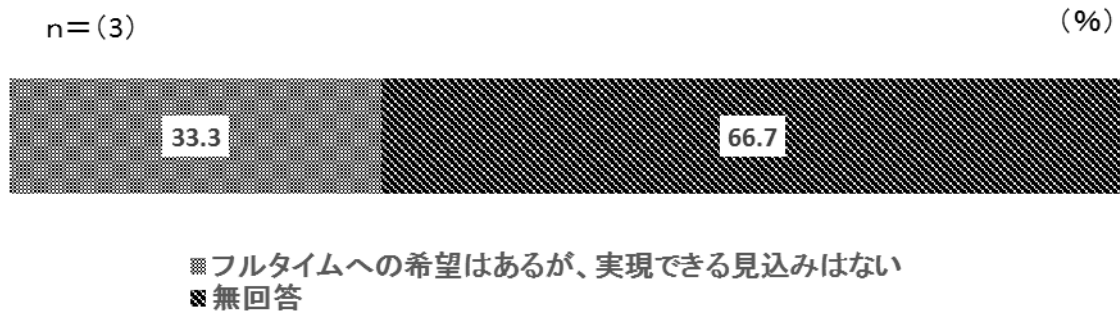 n=(3)
(%)
33.3
66.7
フルタイムへの希望はあるが、実現できる見込みはない
無回答